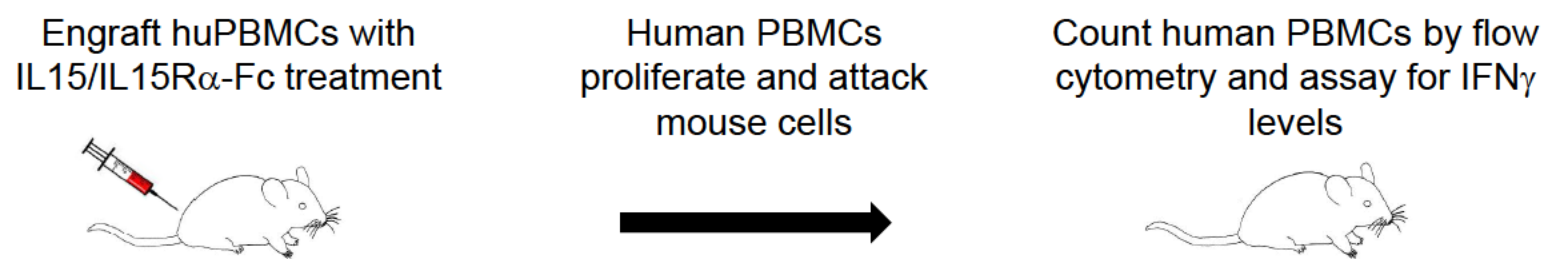 Engraft huPBMCs with
IL15/IL15Rα-Fc treatment
Human PBMCs
proliferate and attack
mouse cells
Count human PBMCs by flow
cytometry and assay for IFNγ
levels